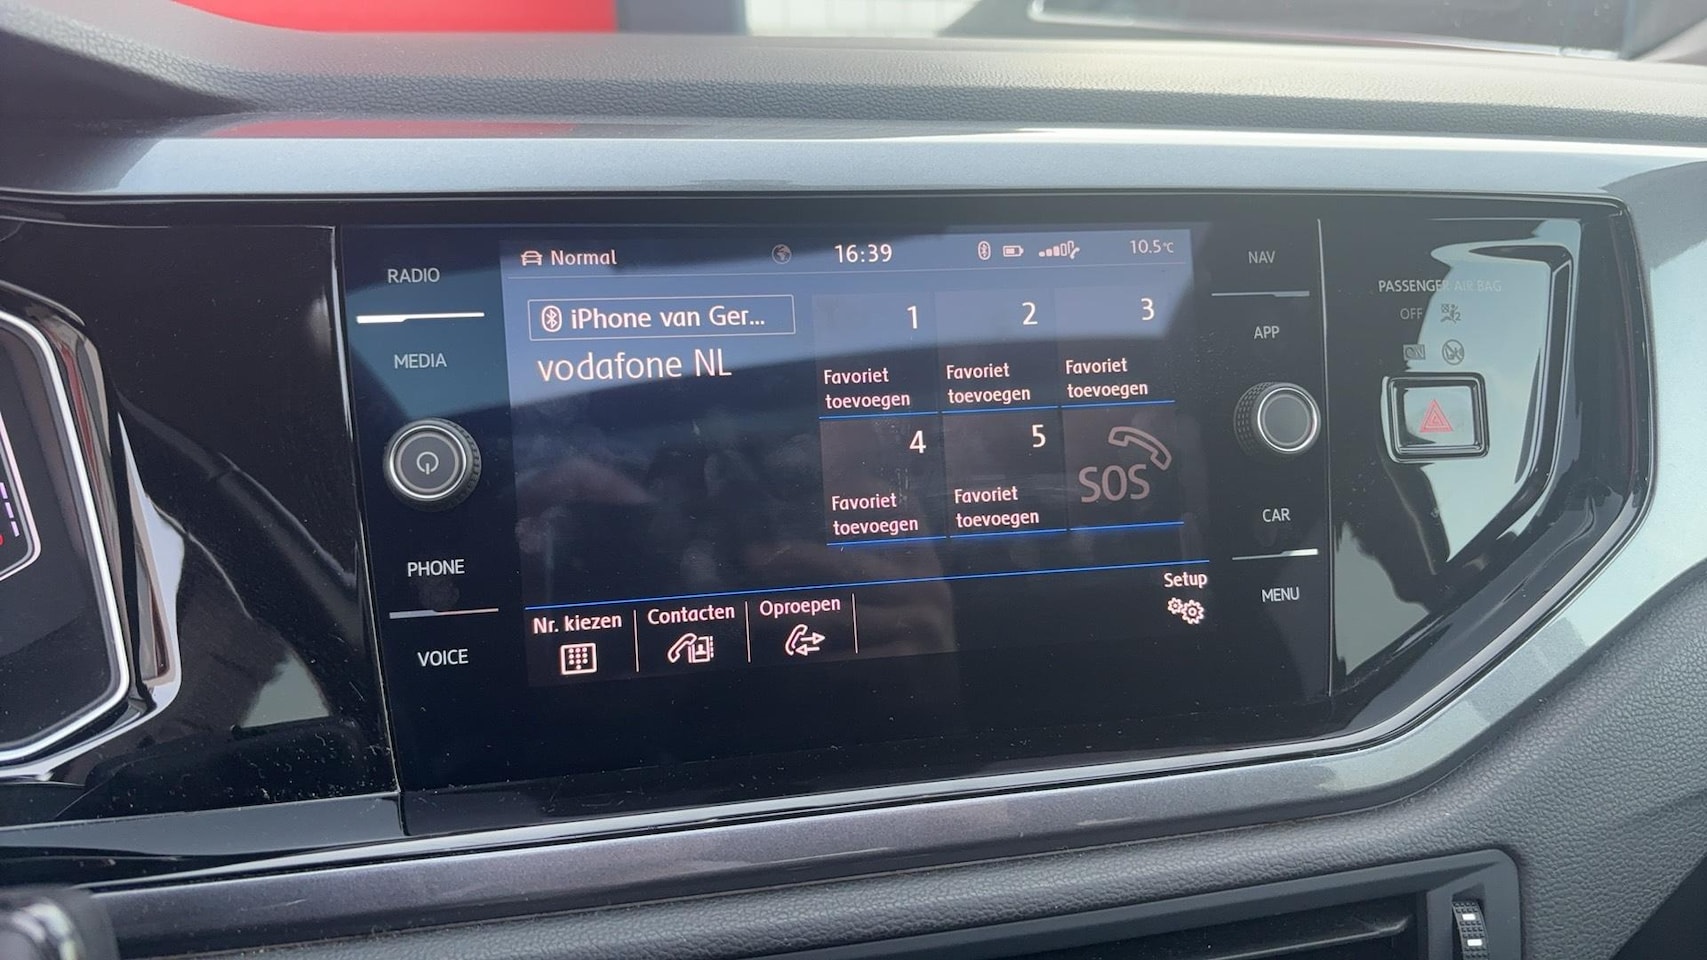 RADIO
MEDIA
PHONE
VOICE
Normal
16:39
10.5°C
iPhone van Ger...
vodafone NL
1
Favoriet
toevoegen
2
Favoriet
toevoegen
3
Favoriet
toevoegen
4
Favoriet
toevoegen
5
Favoriet
toevoegen
SOS
Nr. kiezen
Contacten
Oproepen
Setup
NAV
APP
CAR
MENU
PASSENGER AIR BAG
OFF
ON